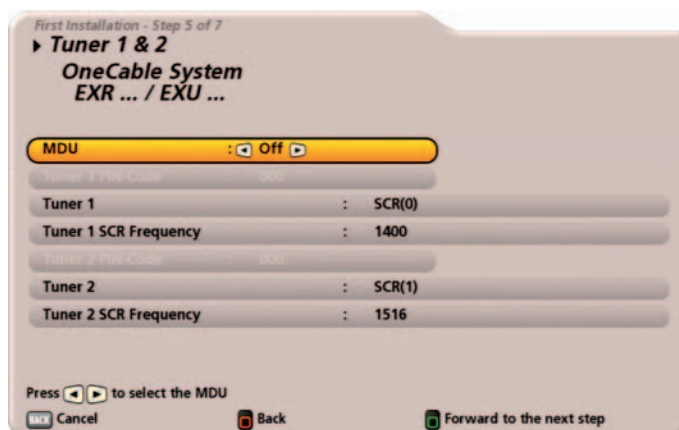 First Installation - Step 5 of 7
Tuner 1 & 2
OneCable System
EXR ... / EXU ...
MDU : Off
Tuner 1 PIN-Code : 000
Tuner 1 : SCR(0)
Tuner 1 SCR Frequency : 1400
Tuner 2 PIN-Code : 000
Tuner 2 : SCR(1)
Tuner 2 SCR Frequency : 1516
Press to select the MDU
BACK Cancel Back Forward to the next step